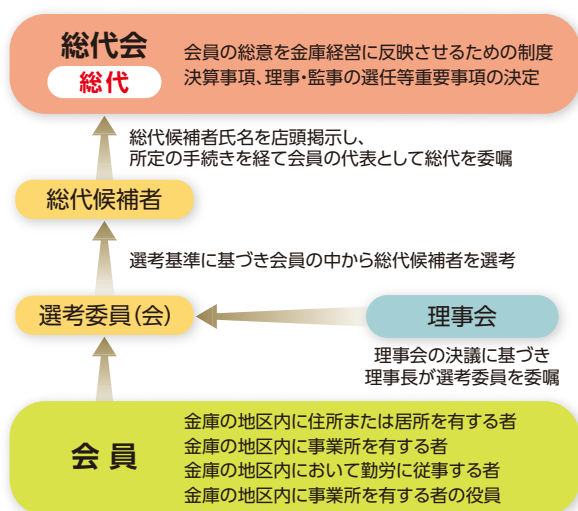 総代会
総代
会員の総意を金庫経営に反映させるための制度
決算事項、理事・監事の選任等重要事項の決定
総代候補者氏名を店頭掲示し、
所定の手続きを経て会員の代表として総代を委嘱
総代候補者
選考基準に基づき会員の中から総代候補者を選考
選考委員(会)
理事会
理事会の決議に基づき
理事長が選考委員を委嘱
会員
金庫の地区内に住所または居所を有する者
金庫の地区内に事業所を有する者
金庫の地区内において勤労に従事する者
金庫の地区内に事業所を有する者の役員